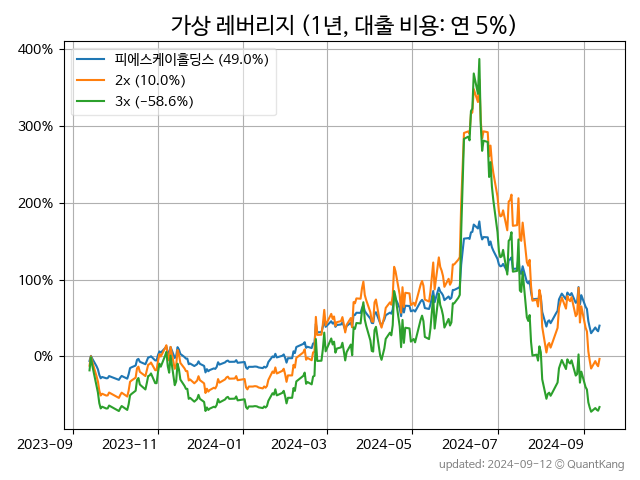 가상 레버리지 (1년, 대출 비용: 연 5%)
400%
300%
200%
100%
0%
피에스케이홀딩스 (49.0%)
2x (10.0%)
3x (−58.6%)
2023-09 2023-11 2024-01 2024-03 2024-05 2024-07 2024-09
updated: 2024-09-12 © QuantKang